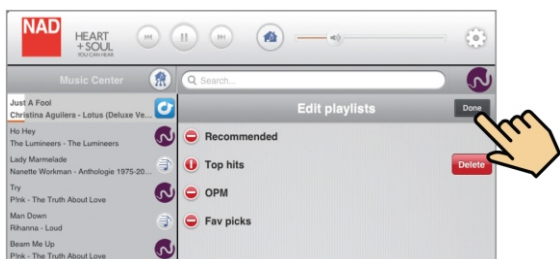 NAD
HEART
+SOUL
YOU CAN HEAR
Music Center
Search...
Just A Fool
Christina Aguilera - Lotus (Deluxe Ve...
Ho Hey
The Lumineers - The Lumineers
Lady Marmelade
Nanette Workman - Anthologie 1975-20...
Try
P!nk - The Truth About Love
Man Down
Rihanna - Loud
Beam Me Up
P!nk - The Truth About Love
Edit playlists
Done
Recommended
Top hits
Delete
OPM
Fav picks